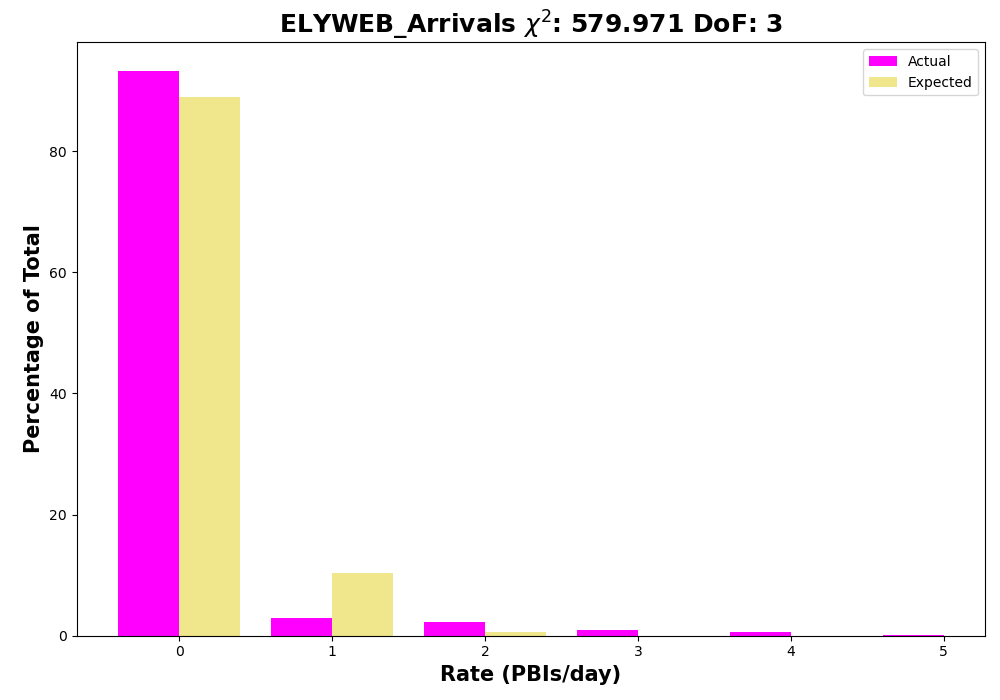 ELYWEB_Arrivals χ²: 579.971 DoF: 3
Actual
Expected
Percentage of Total
80
60
40
20
0
0 1 2 3 4 5
Rate (PBIs/day)